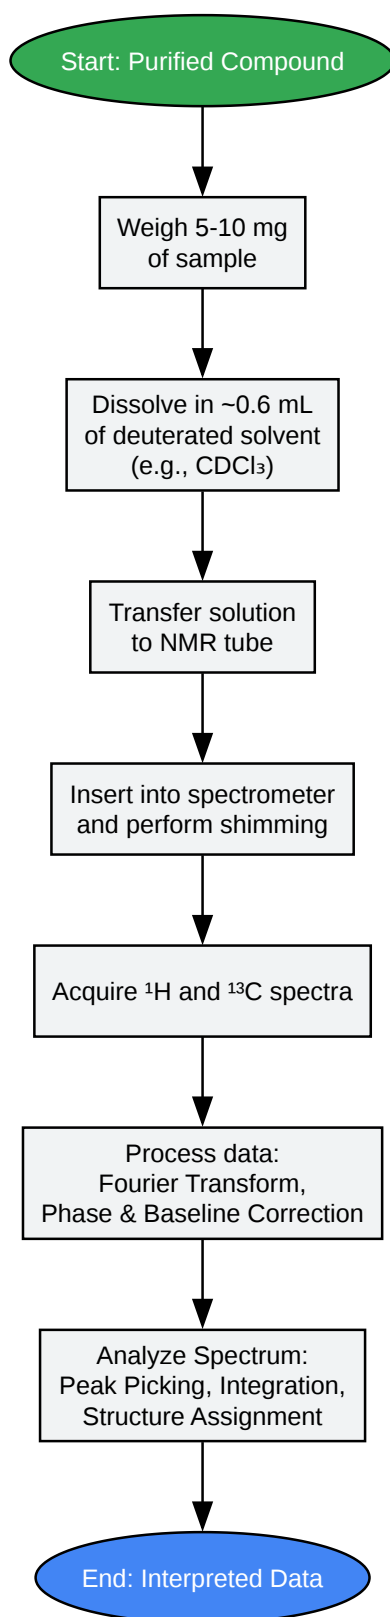 Start: Purified Compound
Weigh 5-10 mg
of sample
Dissolve in ~0.6 mL
of deuterated solvent
(e.g., CDCl₃)
Transfer solution
to NMR tube
Insert into spectrometer
and perform shimming
Acquire ¹H and ¹³C spectra
Process data:
Fourier Transform,
Phase & Baseline Correction
Analyze Spectrum:
Peak Picking, Integration,
Structure Assignment
End: Interpreted Data